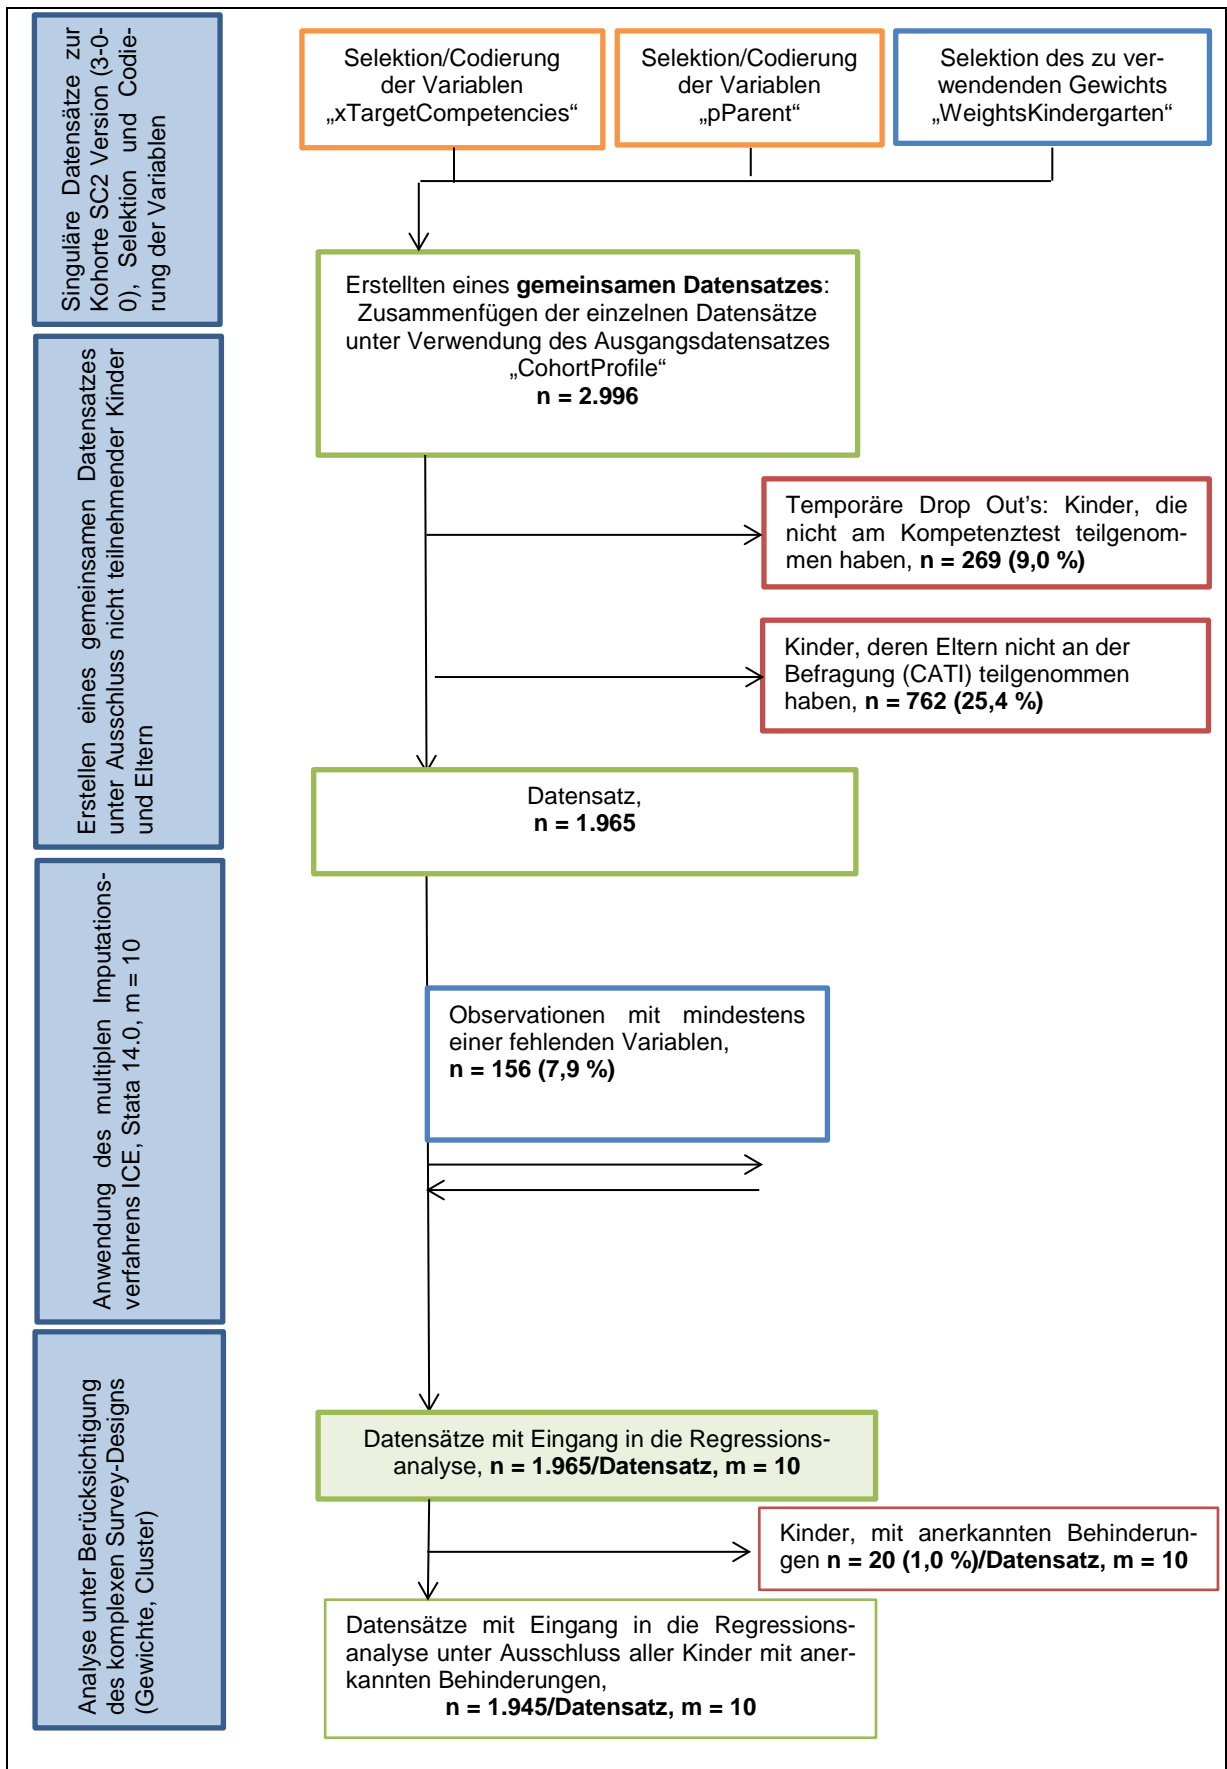 Singuläre Datensätze zur
Kohorte SC2 Version (3-0-
0), Selektion und Codie-
rung der Variablen
Selektion/Codierung
der Variablen
„xTargetCompetencies“
Selektion/Codierung
der Variablen
„pParent“
Selektion des zu ver-
wendenden Gewichts
„WeightsKindergarten“
Erstellten eines gemeinsamen Datensatzes:
Zusammenfügen der einzelnen Datensätze
unter Verwendung des Ausgangsdatensatzes
„CohortProfile“
n = 2.996
Erstellen eines gemeinsamen Datensatzes
unter Ausschluss nicht teilnehmender Kinder
und Eltern
Temporäre Drop Out’s: Kinder, die
nicht am Kompetenztest teilgenom-
men haben, n = 269 (9,0 %)
Kinder, deren Eltern nicht an der
Befragung (CATI) teilgenommen
haben, n = 762 (25,4 %)
Datensatz,
n = 1.965
Anwendung des multiplen Imputations-
verfahrens ICE, Stata 14.0, m = 10
Observationen mit mindestens
einer fehlenden Variablen,
n = 156 (7,9 %)
Analyse unter Berücksichtigung
des komplexen Survey-Designs
(Gewichte, Cluster)
Datensätze mit Eingang in die Regressions-
analyse, n = 1.965/Datensatz, m = 10
Kinder, mit anerkannten Behinderun-
gen n = 20 (1,0 %)/Datensatz, m = 10
Datensätze mit Eingang in die Regressions-
analyse unter Ausschluss aller Kinder mit aner-
kannten Behinderungen,
n = 1.945/Datensatz, m = 10